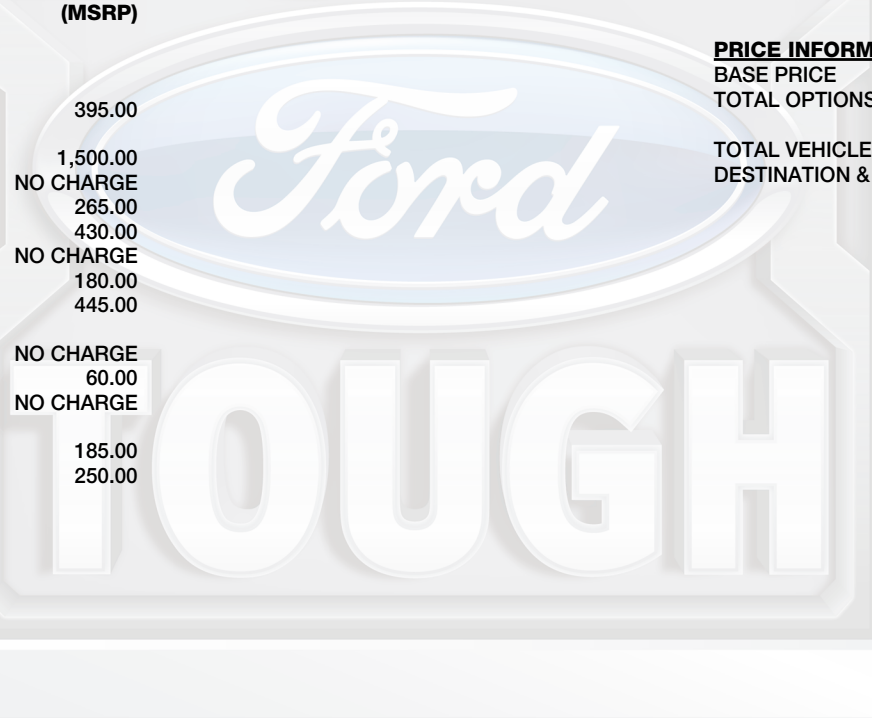 (MSRP)
395.00
1,500.00
NO CHARGE
265.00
430.00
NO CHARGE
180.00
445.00
NO CHARGE
60.00
NO CHARGE
185.00
250.00
PRICE INFORM
BASE PRICE
TOTAL OPTIONS
TOTAL VEHICLE
DESTINATION &
Ford
TOUGH